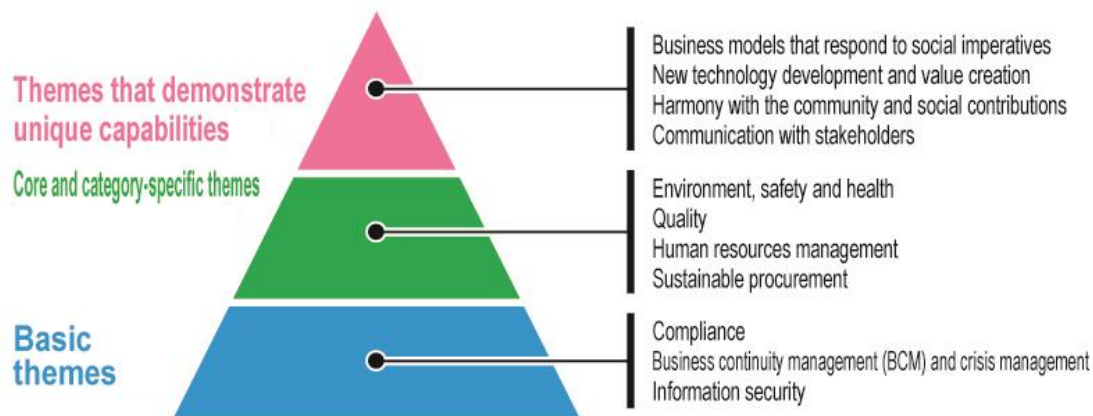 Themes that demonstrate
unique capabilities
Business models that respond to social imperatives
New technology development and value creation
Harmony with the community and social contributions
Communication with stakeholders
Core and category-specific themes
Environment, safety and health
Quality
Human resources management
Sustainable procurement
Basic
themes
Compliance
Business continuity management (BCM) and crisis management
Information security